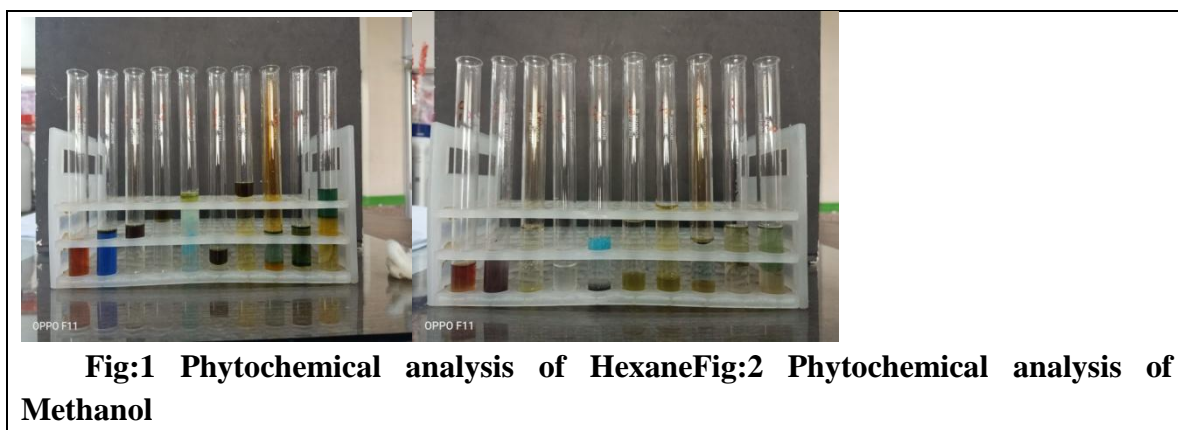 OPPO F11
OPPO F11
Fig:1 Phytochemical analysis of HexaneFig:2 Phytochemical analysis of
Methanol